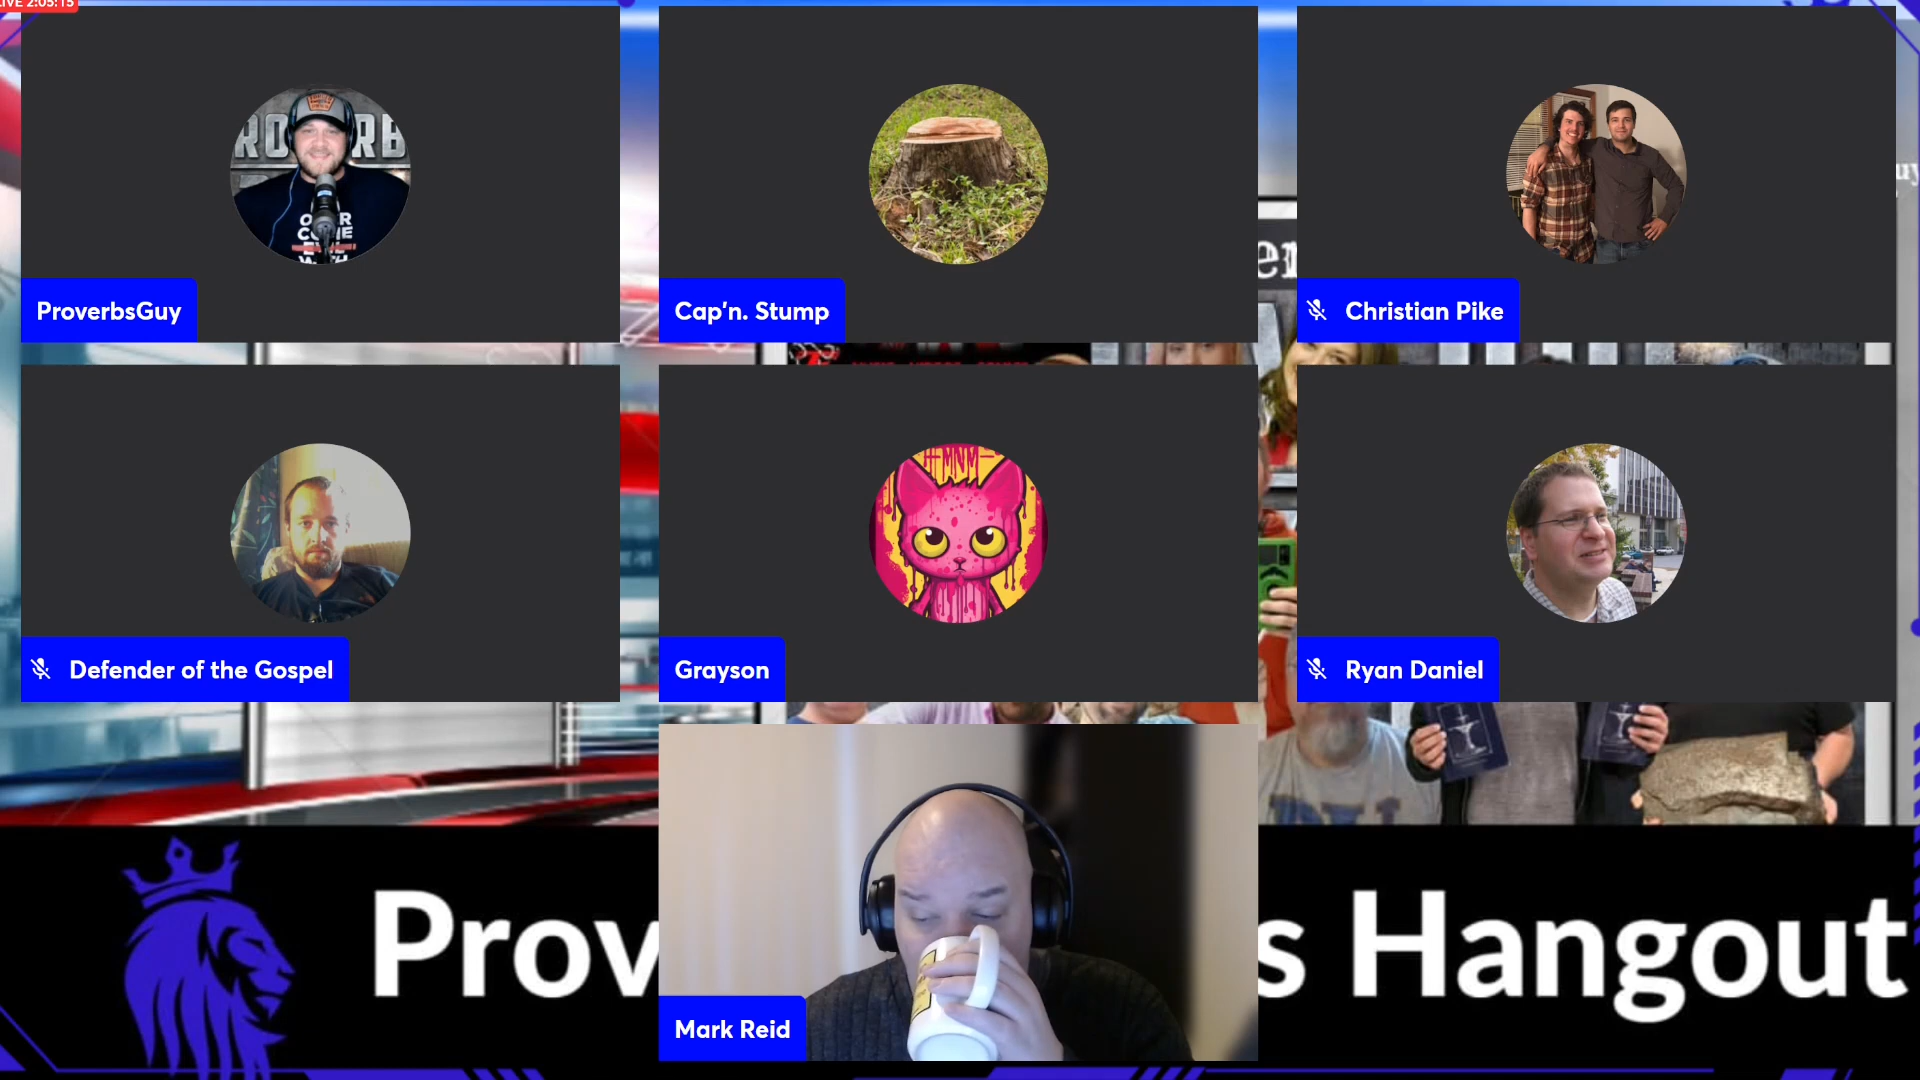 LIVE 2:05:15
ProverbsGuy
Cap'n. Stump
Christian Pike
Defender of the Gospel
MNM
Grayson
Ryan Daniel
Mark Reid
Prov
s Hangout